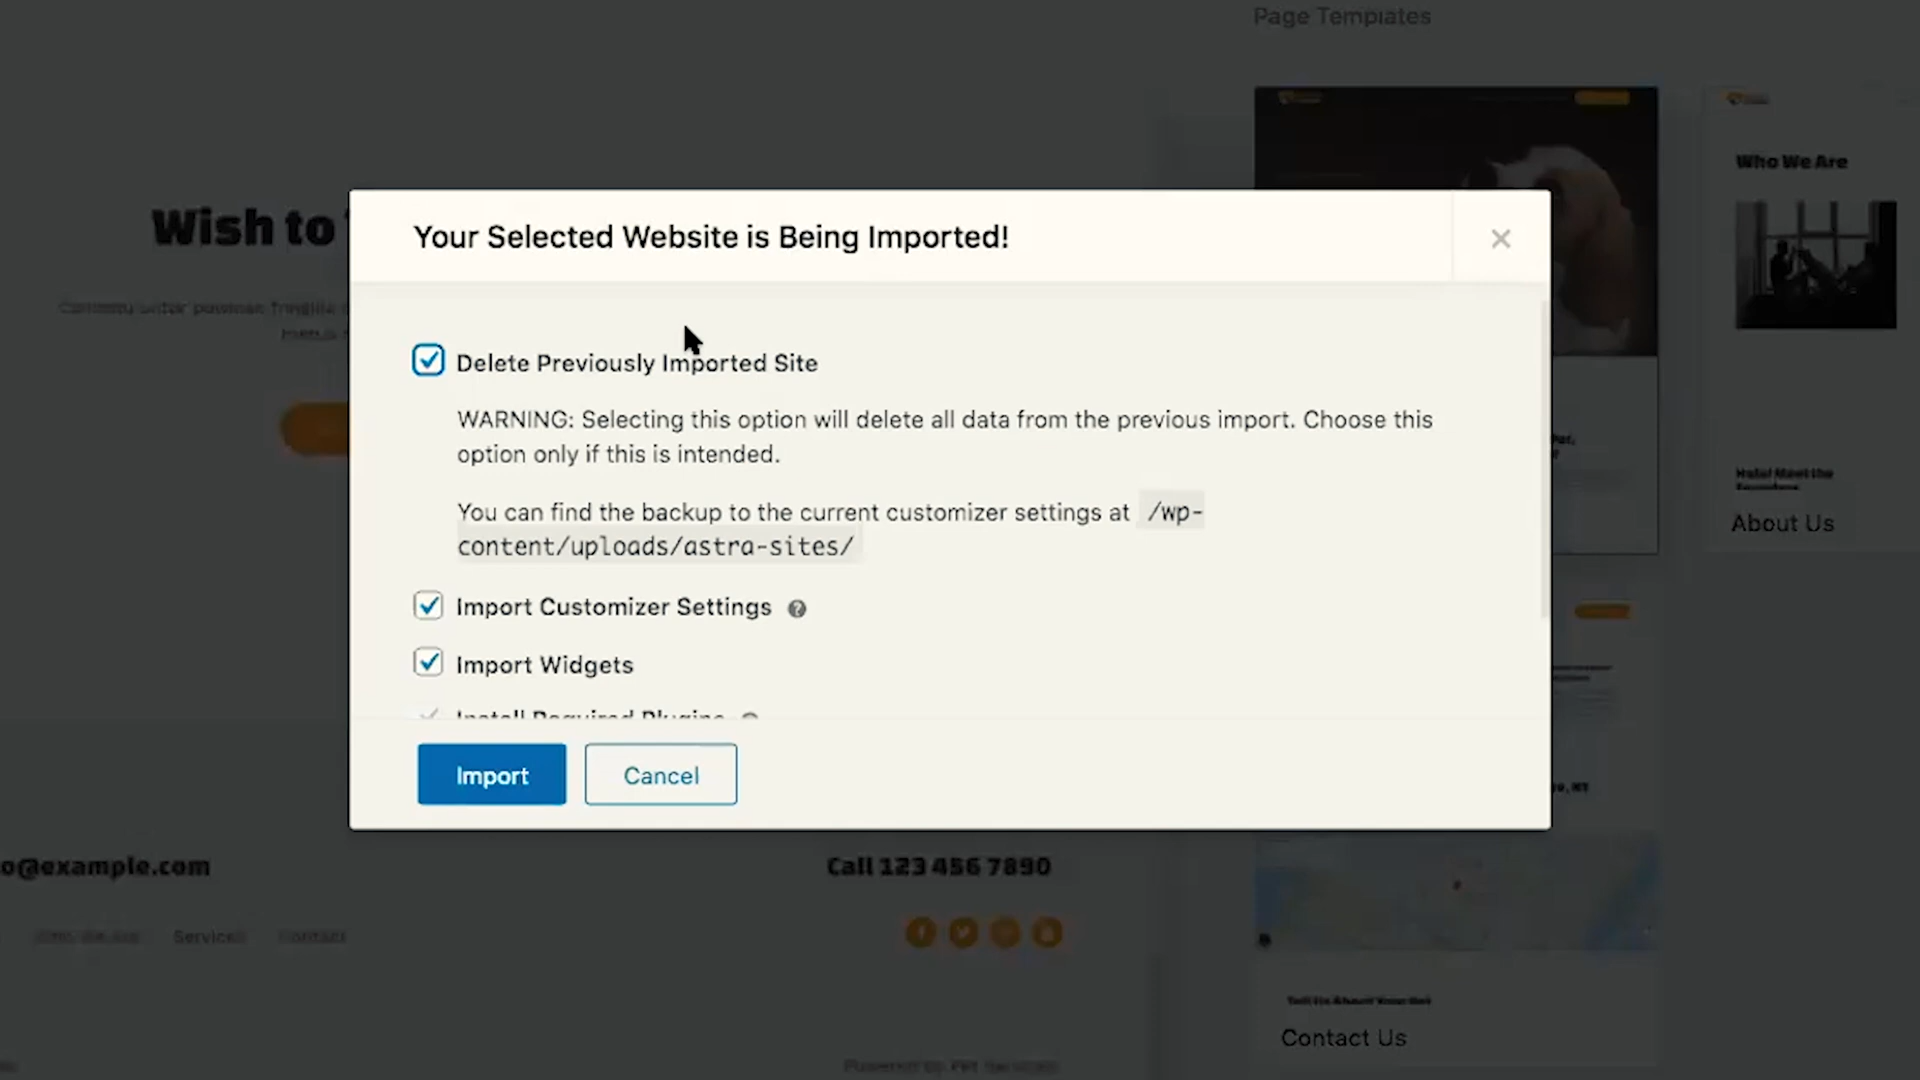 Page Templates
Who We Are
Wish to
Your Selected Website is Being Imported!
Delete Previously Imported Site
WARNING: Selecting this option will delete all data from the previous import. Choose this
option only if this is intended.
You can find the backup to the current customizer settings at /wp-
content/uploads/astra-sites/
Import Customizer Settings
Import Widgets
Install Required Plugins
Import
Cancel
About Us
o@example.com
Call 123 456 7890
Services
Contact
Contact Us